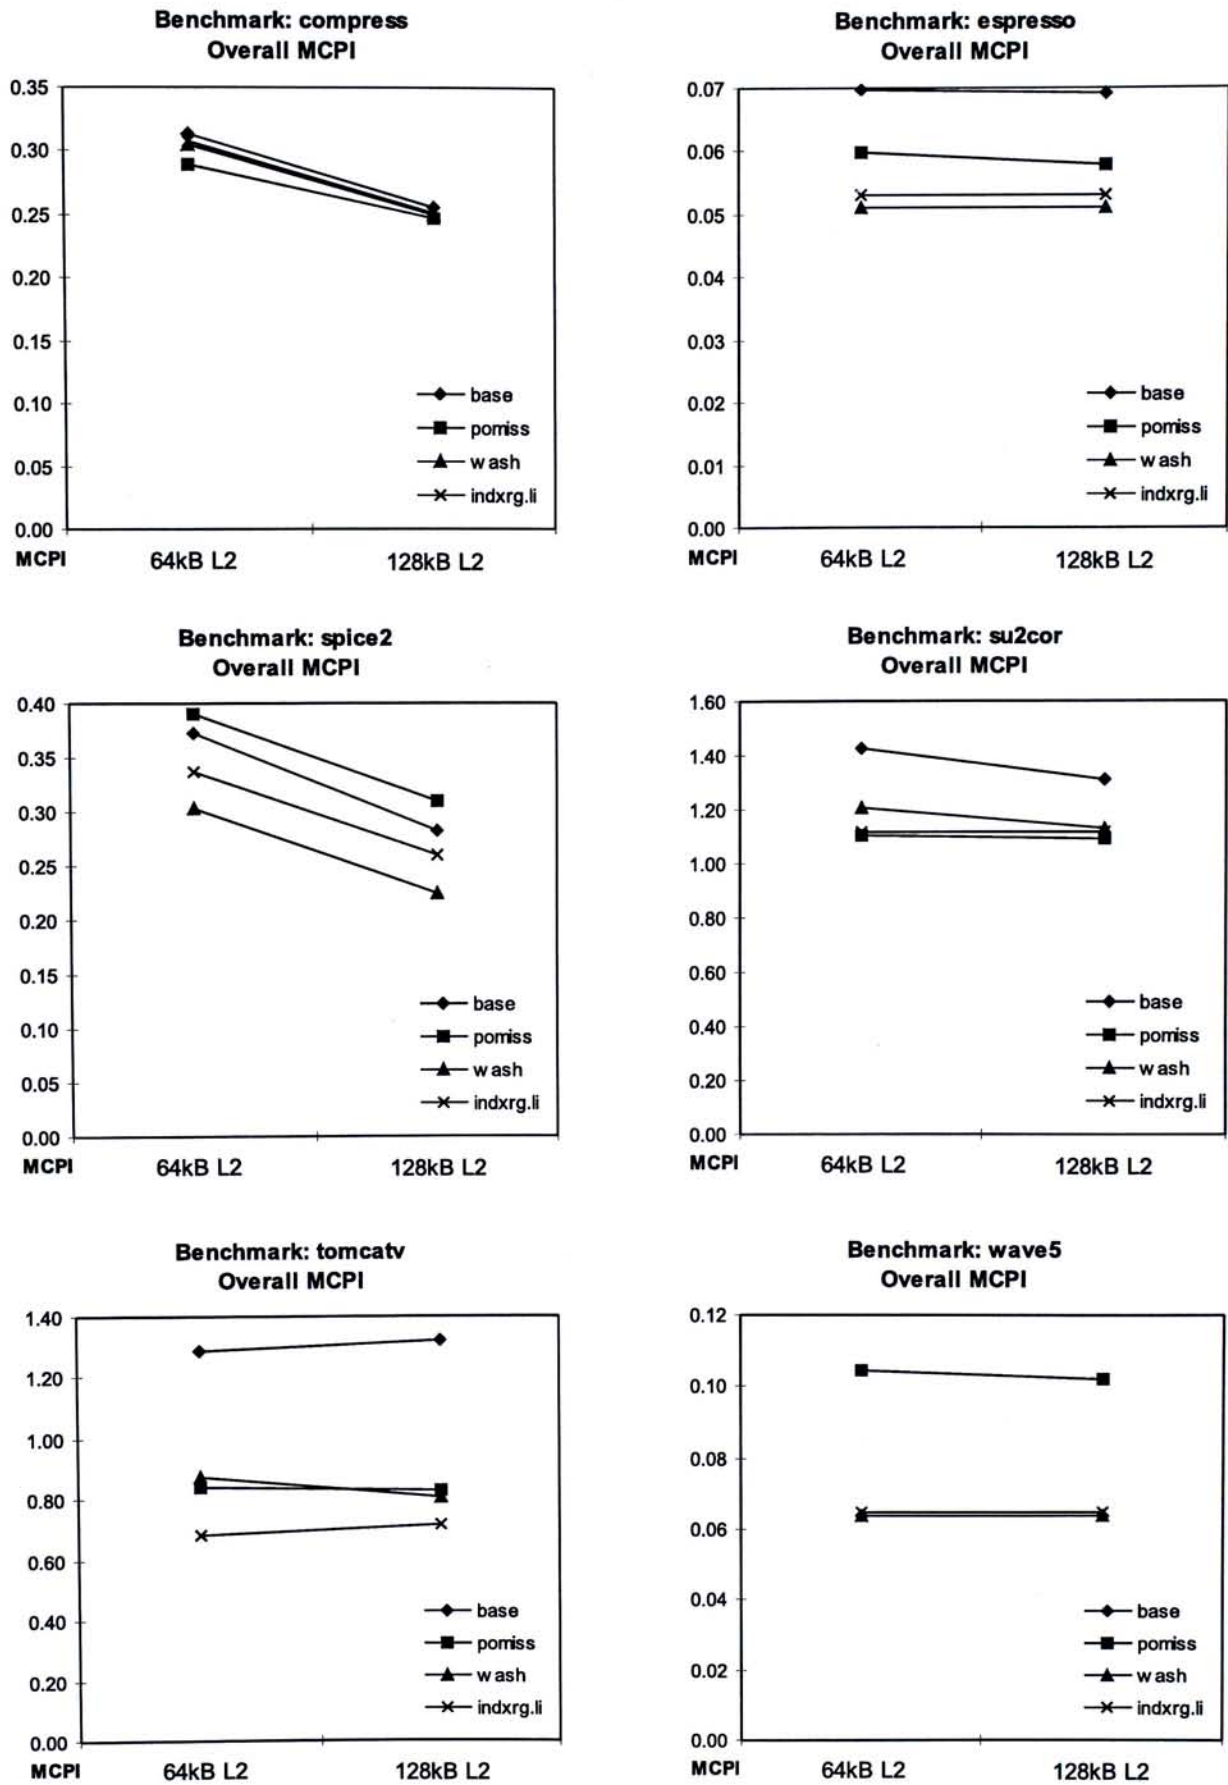 Benchmark: compress
Overall MCPI
0.35
0.30
0.25
0.20
0.15
0.10
0.05
0.00
base
pomiss
wash
indxrg.li
MCPI 64kB L2 128kB L2
Benchmark: espresso
Overall MCPI
0.07
0.06
0.05
0.04
0.03
0.02
0.01
0.00
base
pomiss
wash
indxrg.li
MCPI 64kB L2 128kB L2
Benchmark: spice2
Overall MCPI
0.40
0.35
0.30
0.25
0.20
0.15
0.10
0.05
0.00
base
pomiss
wash
indxrg.li
MCPI 64kB L2 128kB L2
Benchmark: su2cor
Overall MCPI
1.60
1.40
1.20
1.00
0.80
0.60
0.40
0.20
0.00
base
pomiss
wash
indxrg.li
MCPI 64kB L2 128kB L2
Benchmark: tomcatv
Overall MCPI
1.40
1.20
1.00
0.80
0.60
0.40
0.20
0.00
base
pomiss
wash
indxrg.li
MCPI 64kB L2 128kB L2
Benchmark: wave5
Overall MCPI
0.12
0.10
0.08
0.06
0.04
0.02
0.00
base
pomiss
wash
indxrg.li
MCPI 64kB L2 128kB L2